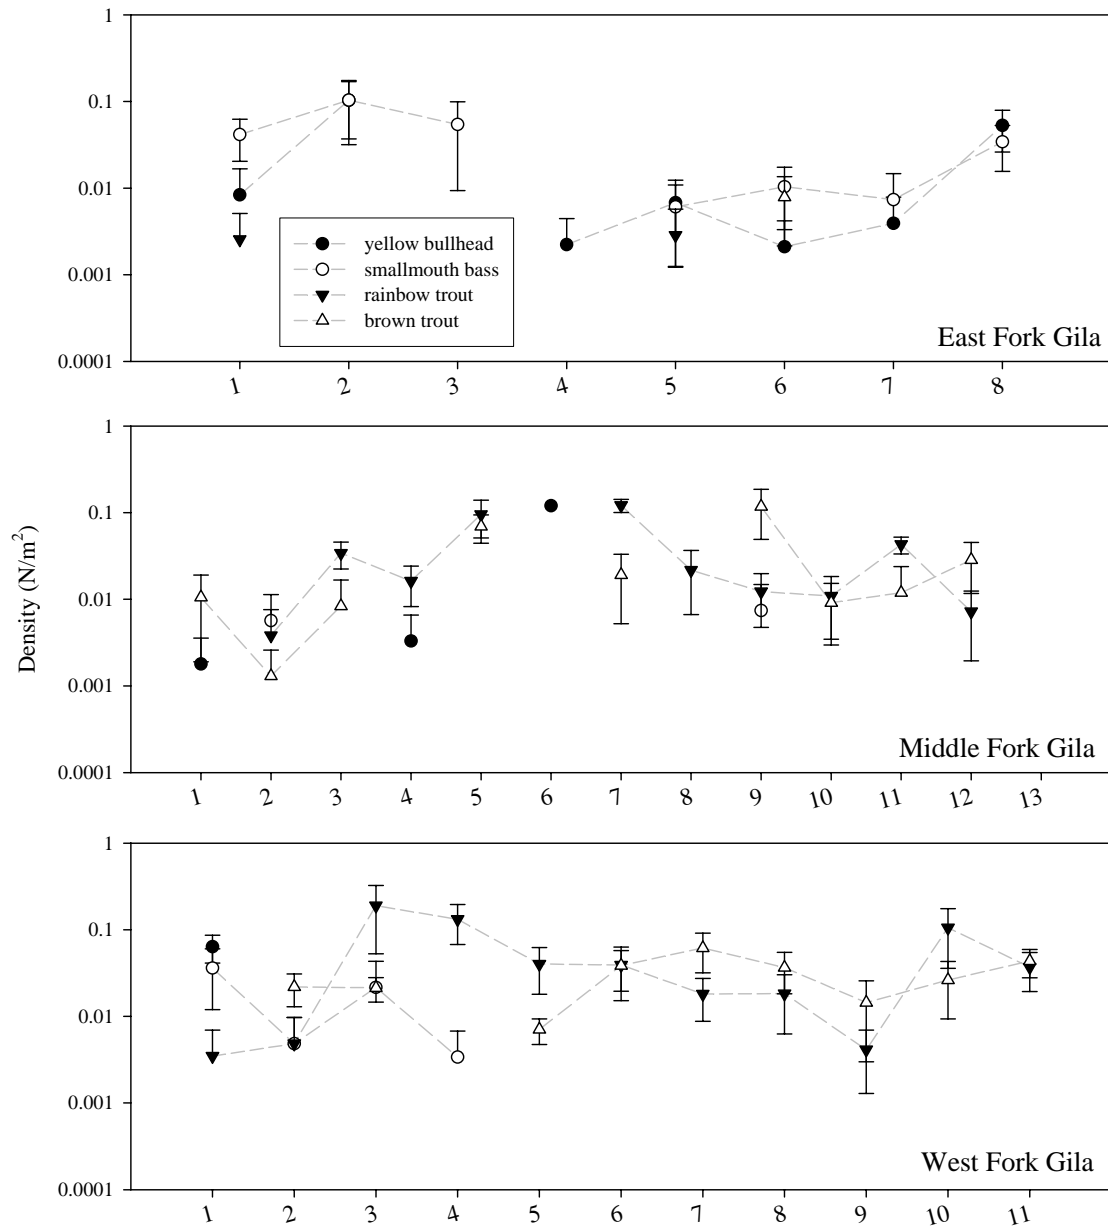 1
0.1
0.01
0.001
0.0001
yellow bullhead
smallmouth bass
rainbow trout
brown trout
East Fork Gila
1 2 3 4 5 6 7 8
Density (N/m²)
1
0.1
0.01
0.001
0.0001
Middle Fork Gila
1 2 3 4 5 6 7 8 9 10 11 12 13
1
0.1
0.01
0.001
0.0001
West Fork Gila
1 2 3 4 5 6 7 8 9 10 11